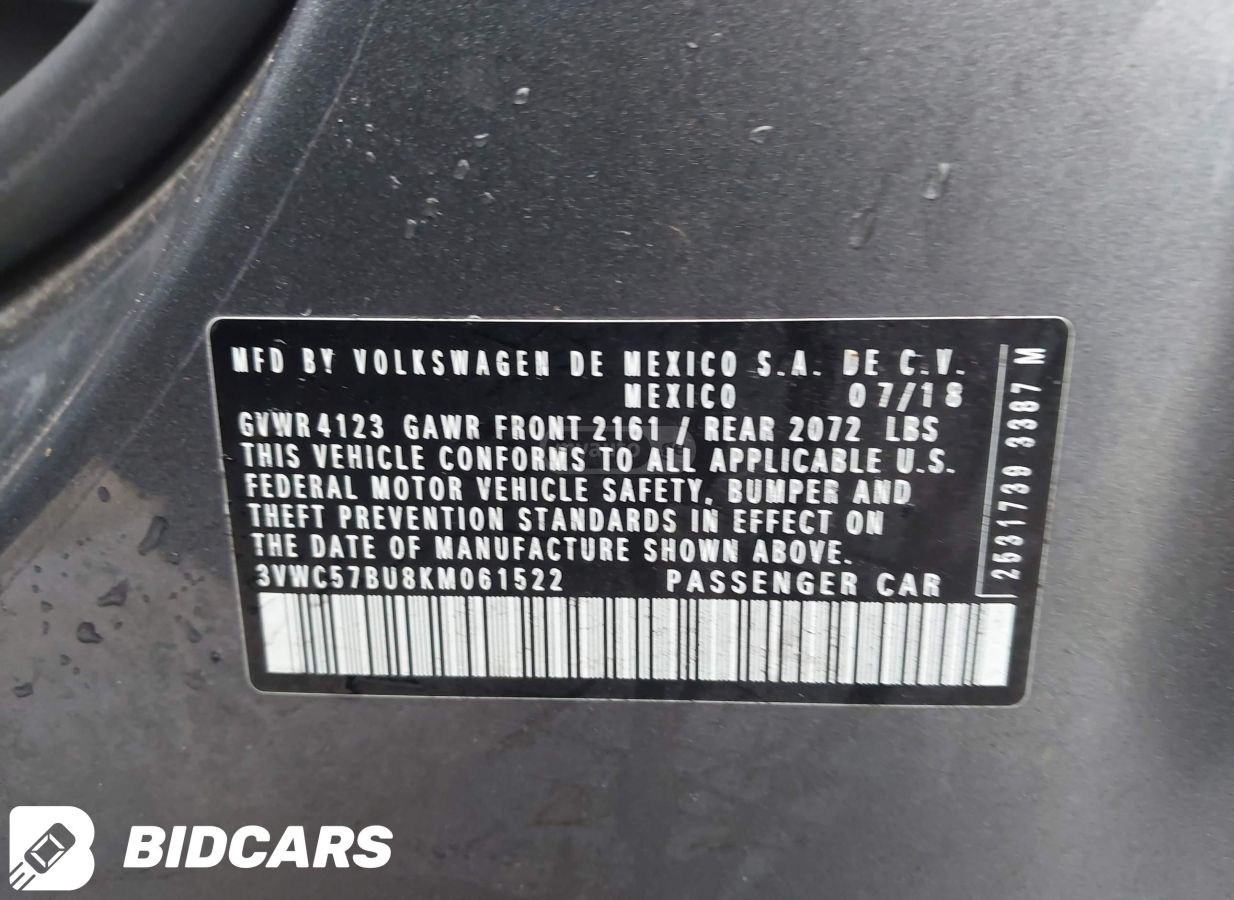 MFD BY VOLKSWAGEN DE MEXICO S.A. DE C.V.
MEXICO 07/18
GVWR 4123 GAWR FRONT 2161 / REAR 2072 LBS
THIS VEHICLE CONFORMS TO ALL APPLICABLE U.S.
FEDERAL MOTOR VEHICLE SAFETY, BUMPER AND
THEFT PREVENTION STANDARDS IN EFFECT ON
THE DATE OF MANUFACTURE SHOWN ABOVE.
3VWC57BU8KM061522 PASSENGER CAR
2531739 3387 M
BIDCARS